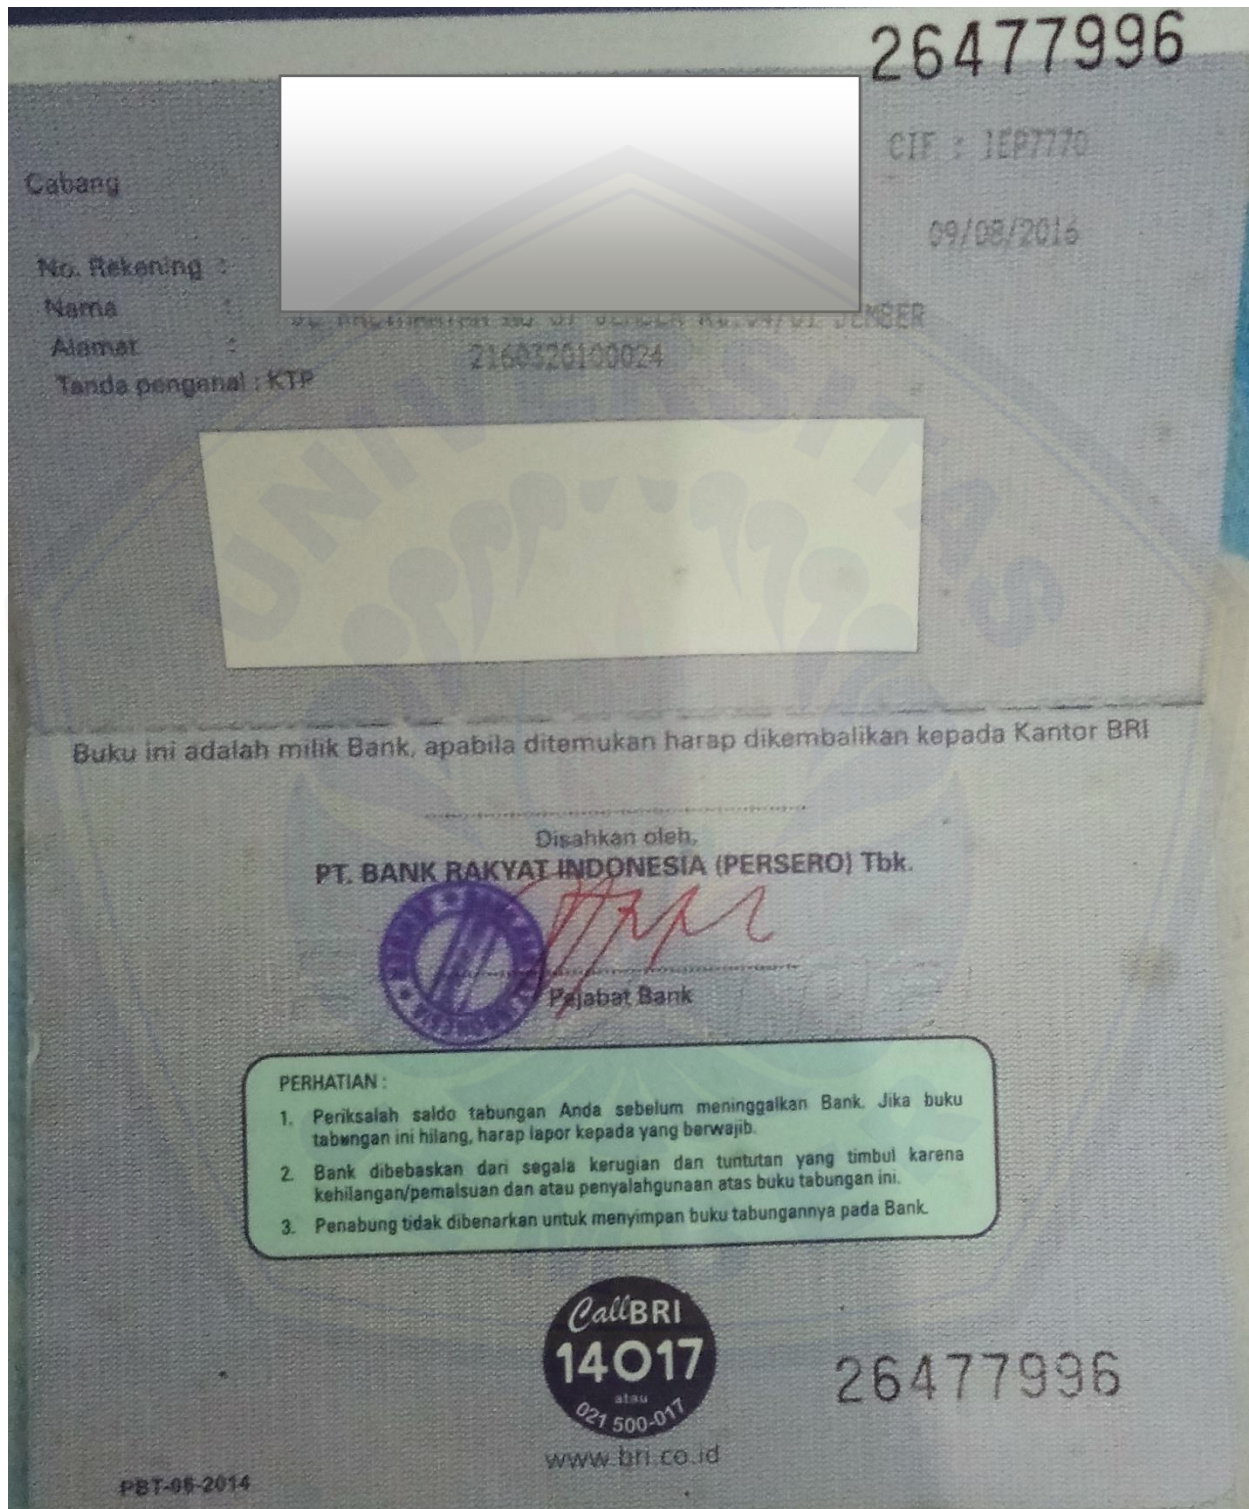 26477996
CIF : 1EP7770
Cabang
09/08/2016
No. Rekening :
Nama :
JEMBER
Alamat :
2160320100024
Tanda pengenal : KTP
UNIVERSITAS
Buku ini adalah milik Bank, apabila ditemukan harap dikembalikan kepada Kantor BRI
Disahkan oleh,
PT. BANK RAKYAT INDONESIA (PERSERO) Tbk.
Pejabat Bank
PERHATIAN :
1. Periksalah saldo tabungan Anda sebelum meninggalkan Bank. Jika buku
tabungan ini hilang, harap lapor kepada yang berwajib.
2. Bank dibebaskan dari segala kerugian dan tuntutan yang timbul karena
kehilangan/pemalsuan dan atau penyalahgunaan atas buku tabungan ini.
3. Penabung tidak dibenarkan untuk menyimpan buku tabungannya pada Bank.
CallBRI
14017
atau
021 500-017
26477996
www.bri.co.id
PBT-06-2014